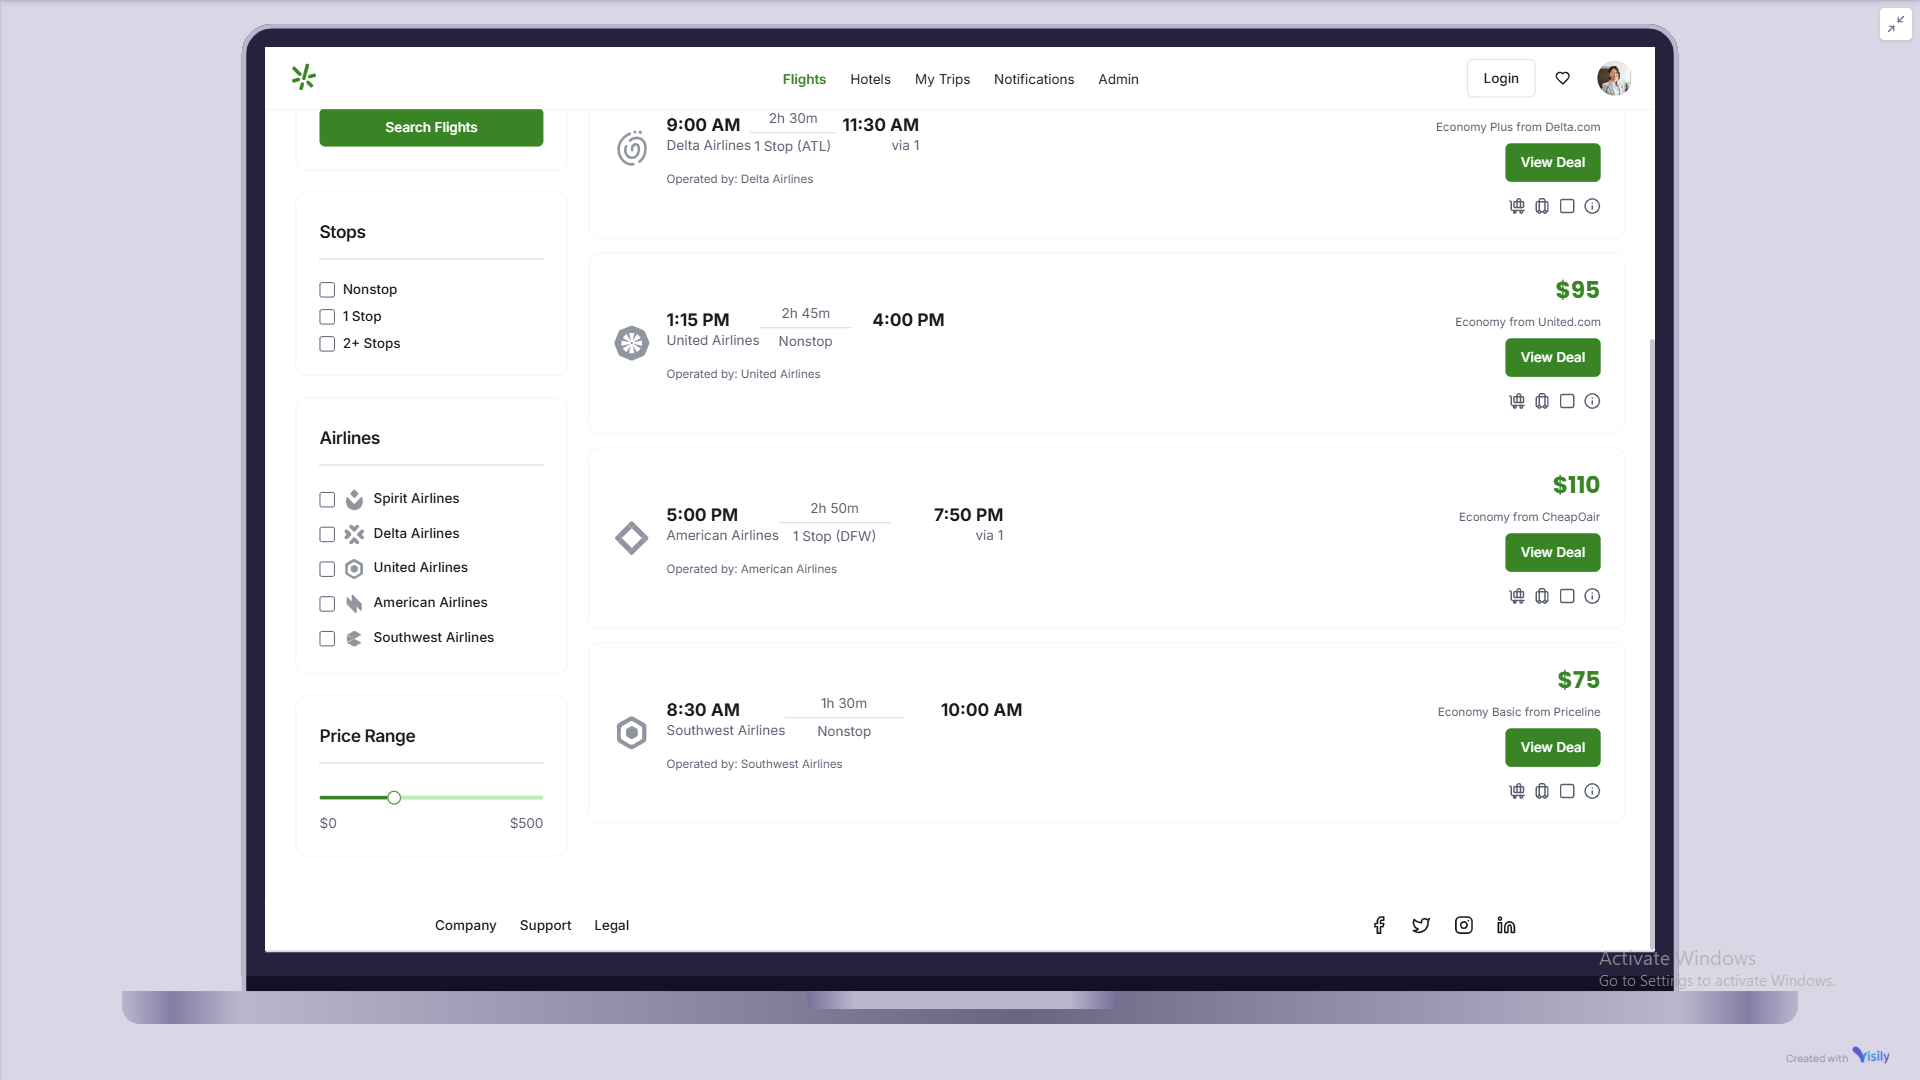 Flights
Hotels
My Trips
Notifications
Admin
Login
Search Flights
Stops
Nonstop
1 Stop
2+ Stops
Airlines
Spirit Airlines
Delta Airlines
United Airlines
American Airlines
Southwest Airlines
Price Range
$0
$500
9:00 AM
2h 30m
11:30 AM
Delta Airlines
1 Stop (ATL)
via 1
Operated by: Delta Airlines
Economy Plus from Delta.com
View Deal
1:15 PM
2h 45m
4:00 PM
United Airlines
Nonstop
Operated by: United Airlines
$95
Economy from United.com
View Deal
5:00 PM
2h 50m
7:50 PM
American Airlines
1 Stop (DFW)
via 1
Operated by: American Airlines
$110
Economy from CheapOair
View Deal
8:30 AM
1h 30m
10:00 AM
Southwest Airlines
Nonstop
Operated by: Southwest Airlines
$75
Economy Basic from Priceline
View Deal
Company
Support
Legal
Activate Windows
Go to Settings to activate Windows.
Created with Visily